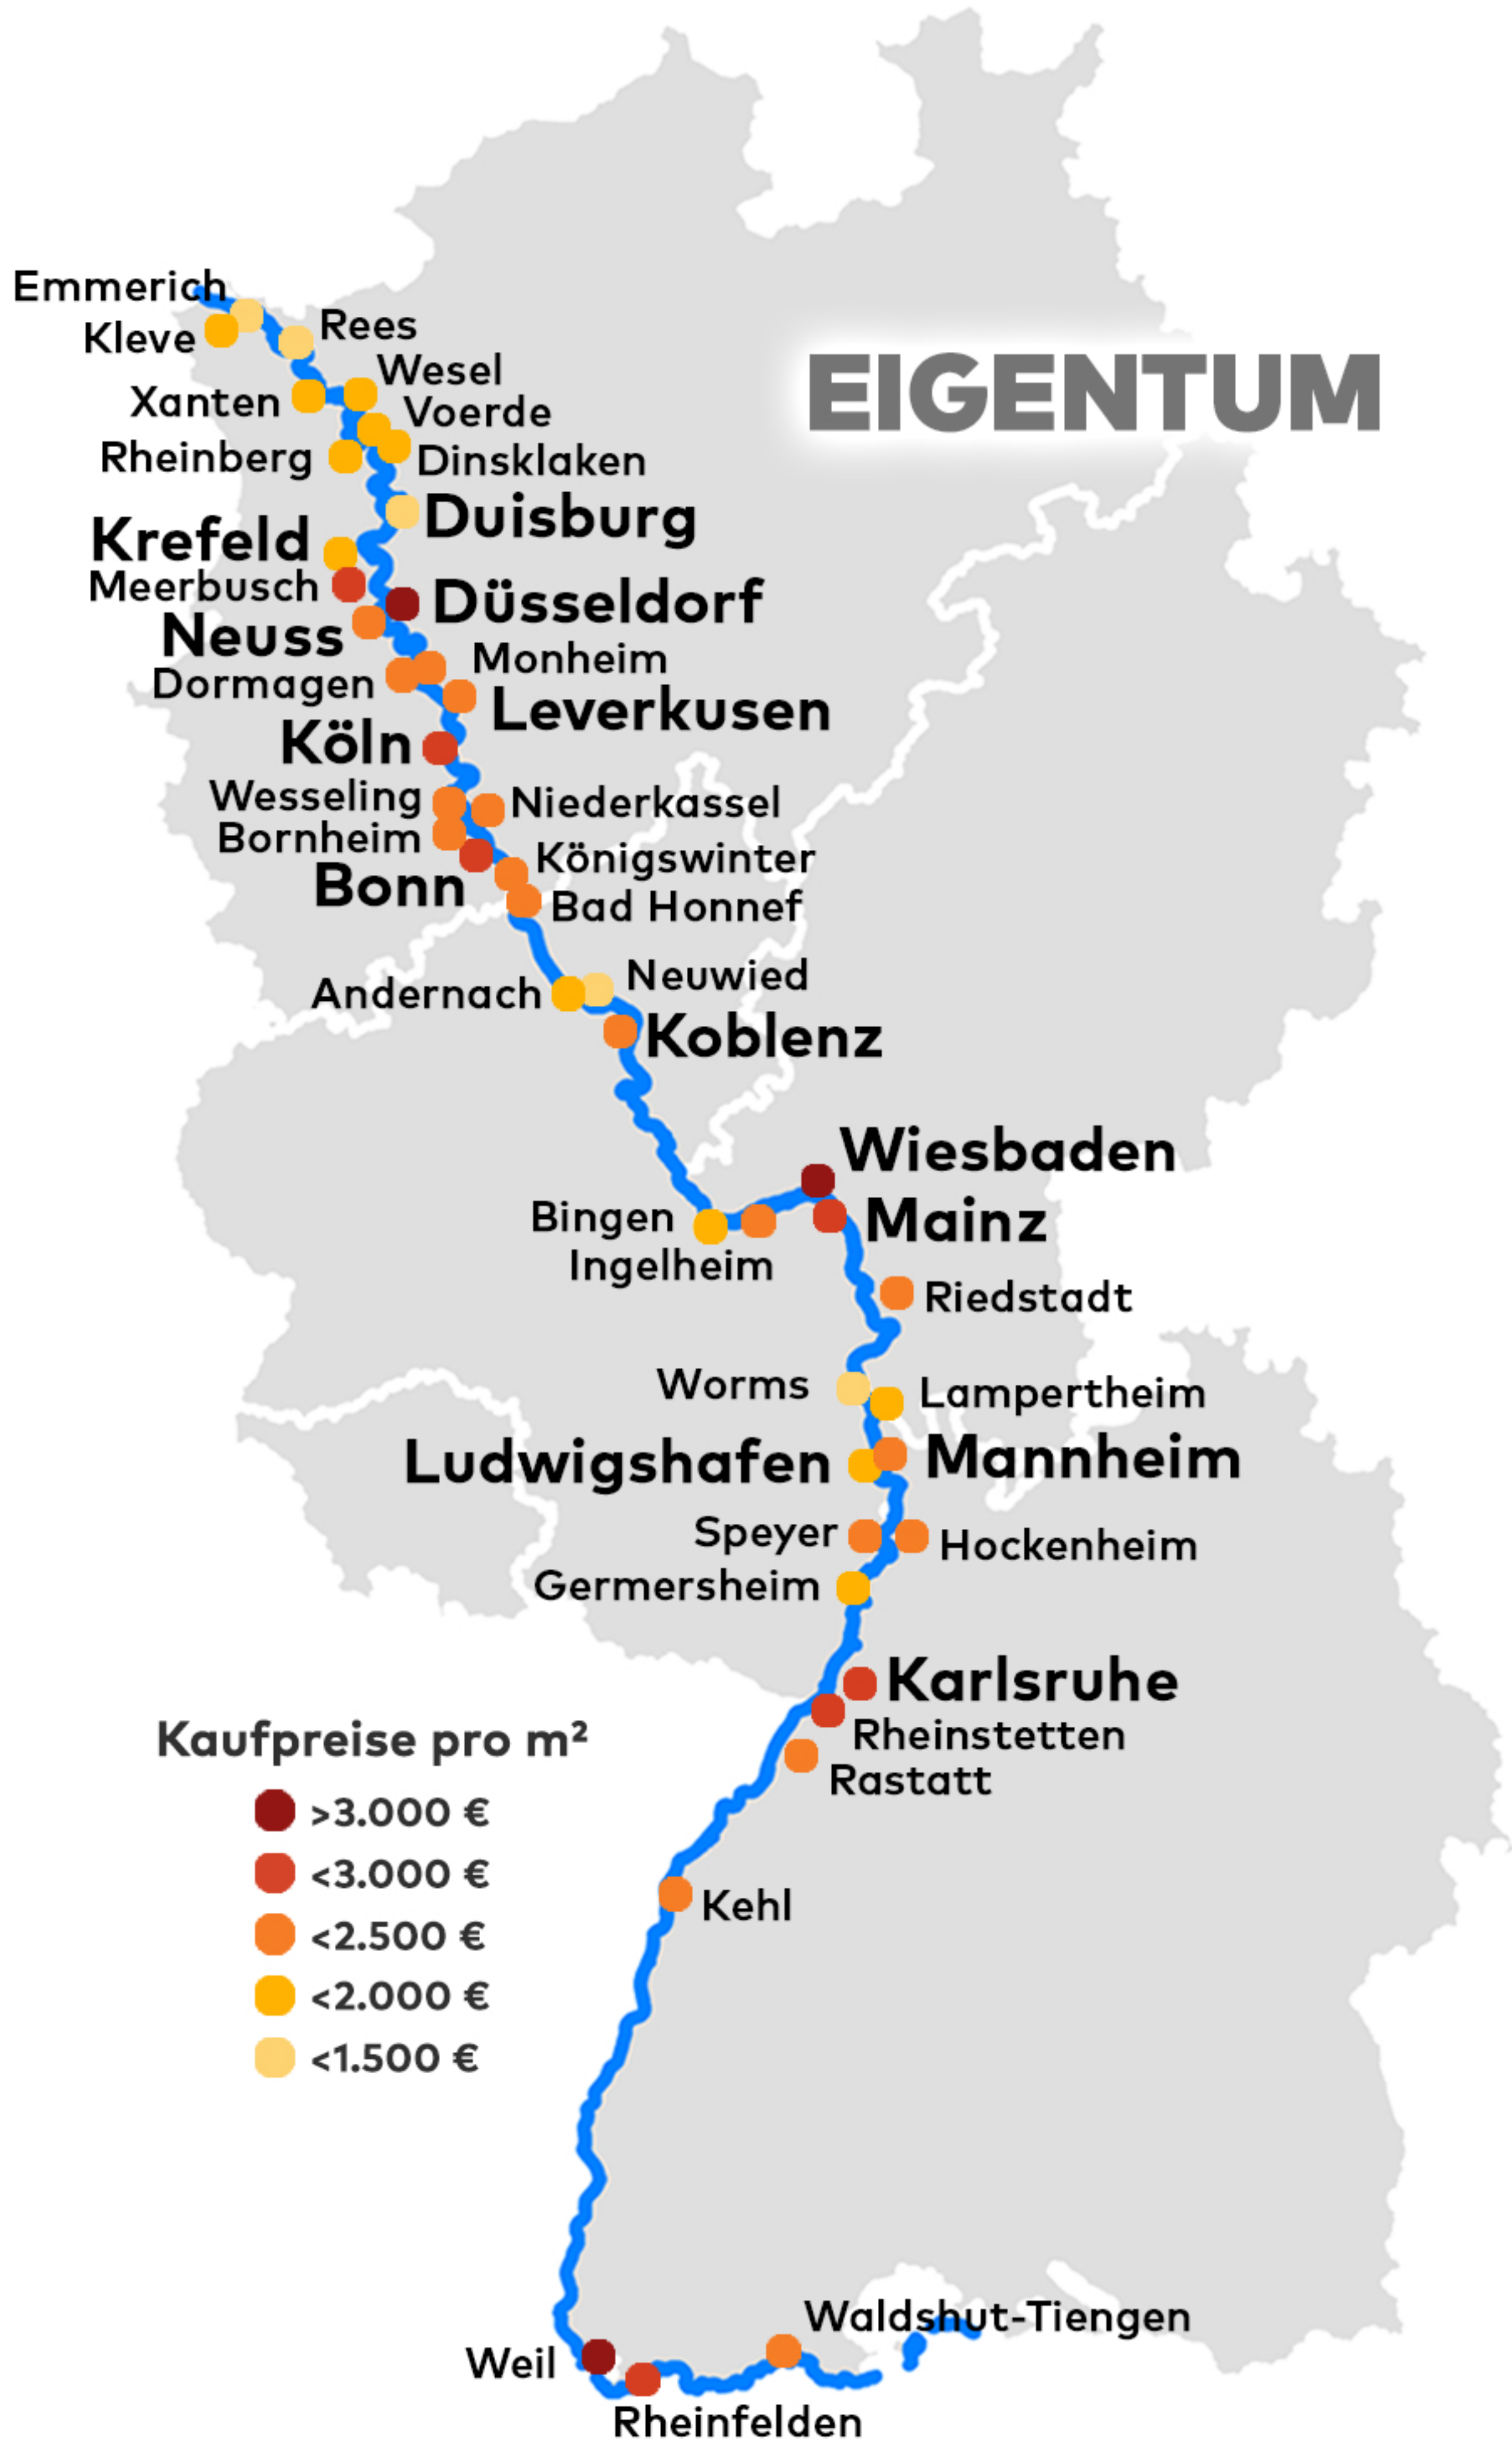 Emmerich
Kleve
Rees
Wesel
Xanten
Voerde
Rheinberg
Dinsklaken
Duisburg
Krefeld
Meerbusch
Düsseldorf
Neuss
Monheim
Dormagen
Leverkusen
Köln
Wesseling
Niederkassel
Bornheim
Königswinter
Bonn
Bad Honnef
Neuwied
Andernach
Koblenz
EIGENTUM
Wiesbaden
Bingen
Mainz
Ingelheim
Riedstadt
Worms
Lampertheim
Ludwigshafen
Mannheim
Speyer
Hockenheim
Germersheim
Karlsruhe
Rheinstetten
Rastatt
Kehl
Waldshut-Tiengen
Weil
Rheinfelden
Kaufpreise pro m²
>3.000 €
<3.000 €
<2.500 €
<2.000 €
<1.500 €